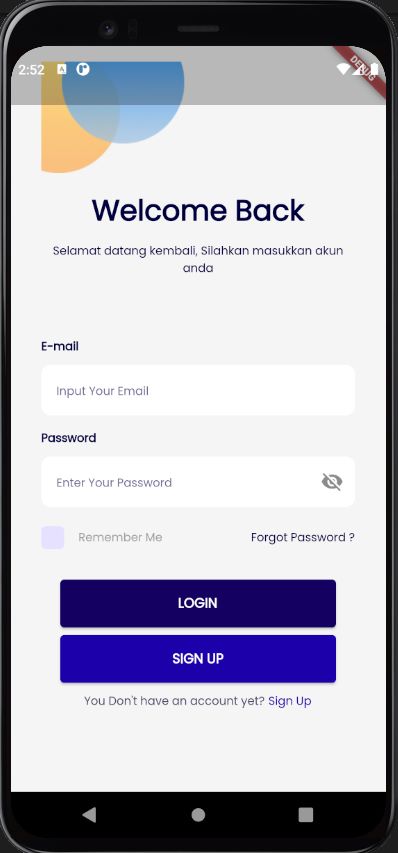 2:52
DEBUG
Welcome Back
Selamat datang kembali, Silahkan masukkan akun
anda
E-mail
Input Your Email
Password
Enter Your Password
Remember Me
Forgot Password ?
LOGIN
SIGN UP
You Don't have an account yet? Sign Up